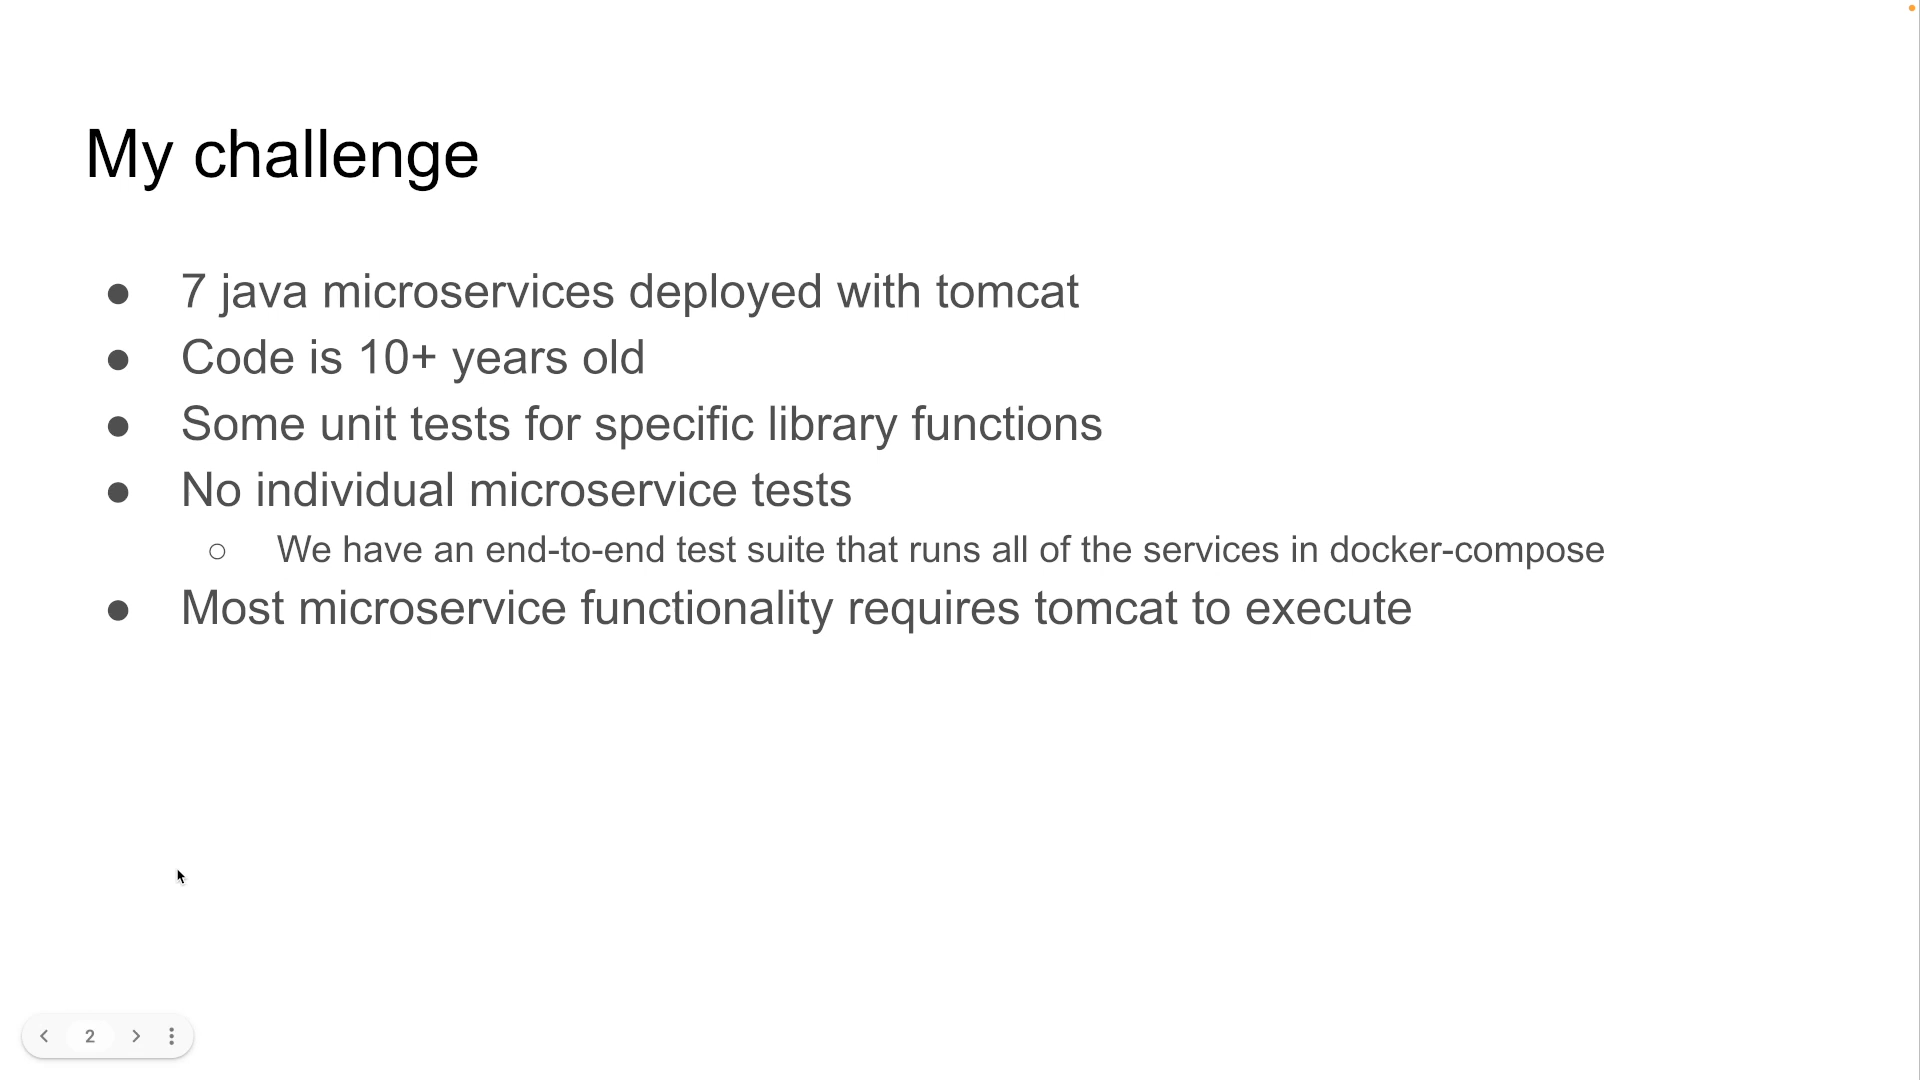 My challenge
● 7 java microservices deployed with tomcat
● Code is 10+ years old
● Some unit tests for specific library functions
● No individual microservice tests
○ We have an end-to-end test suite that runs all of the services in docker-compose
● Most microservice functionality requires tomcat to execute
2